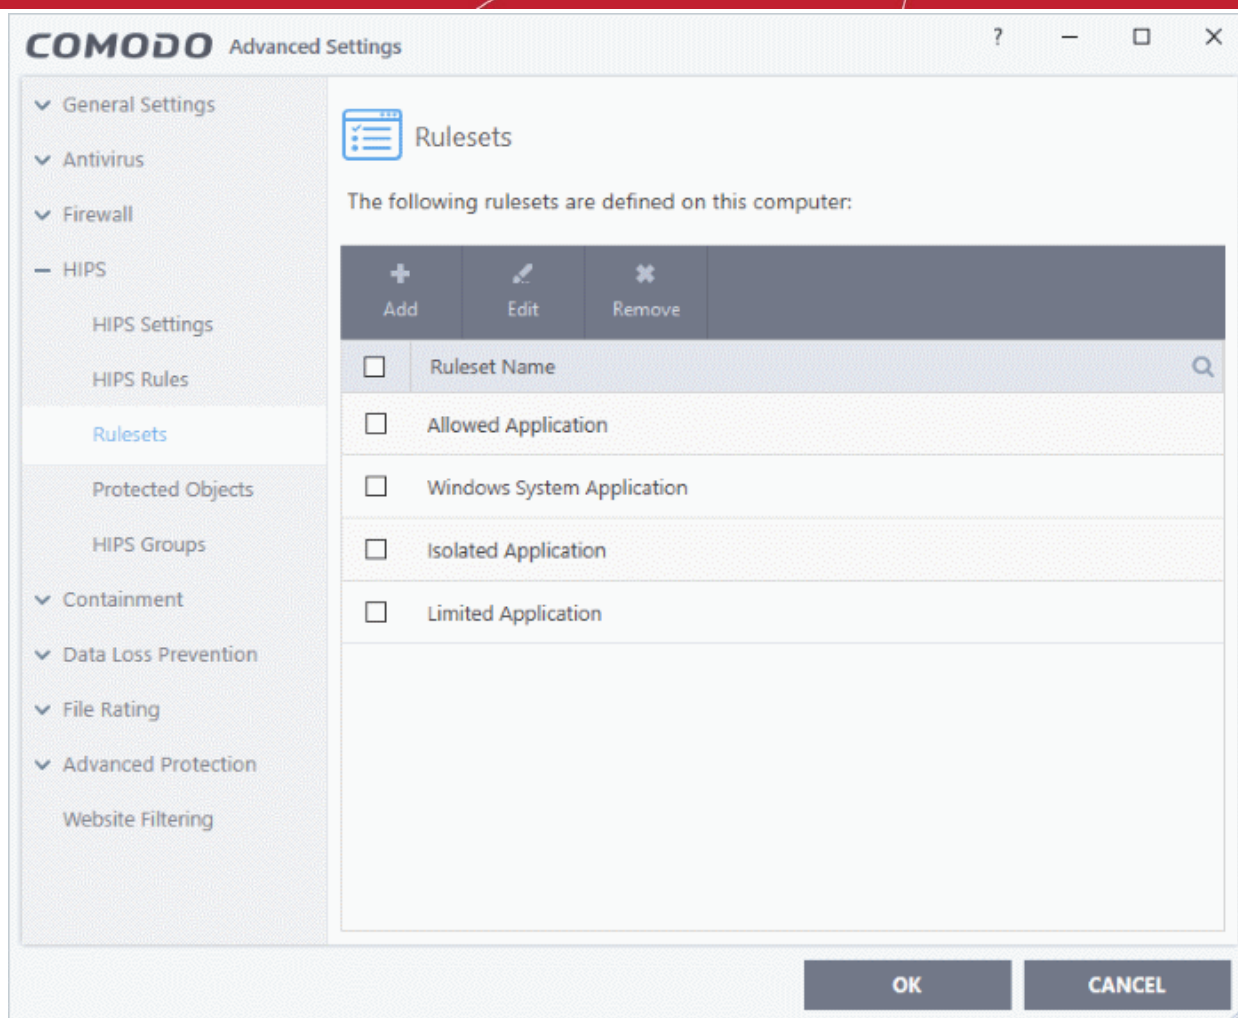 COMODO Advanced Settings
?
General Settings
Antivirus
Firewall
HIPS
HIPS Settings
HIPS Rules
Rulesets
Protected Objects
HIPS Groups
Containment
Data Loss Prevention
File Rating
Advanced Protection
Website Filtering
Rulesets
The following rulesets are defined on this computer:
Add Edit Remove
Ruleset Name
Allowed Application
Windows System Application
Isolated Application
Limited Application
OK CANCEL